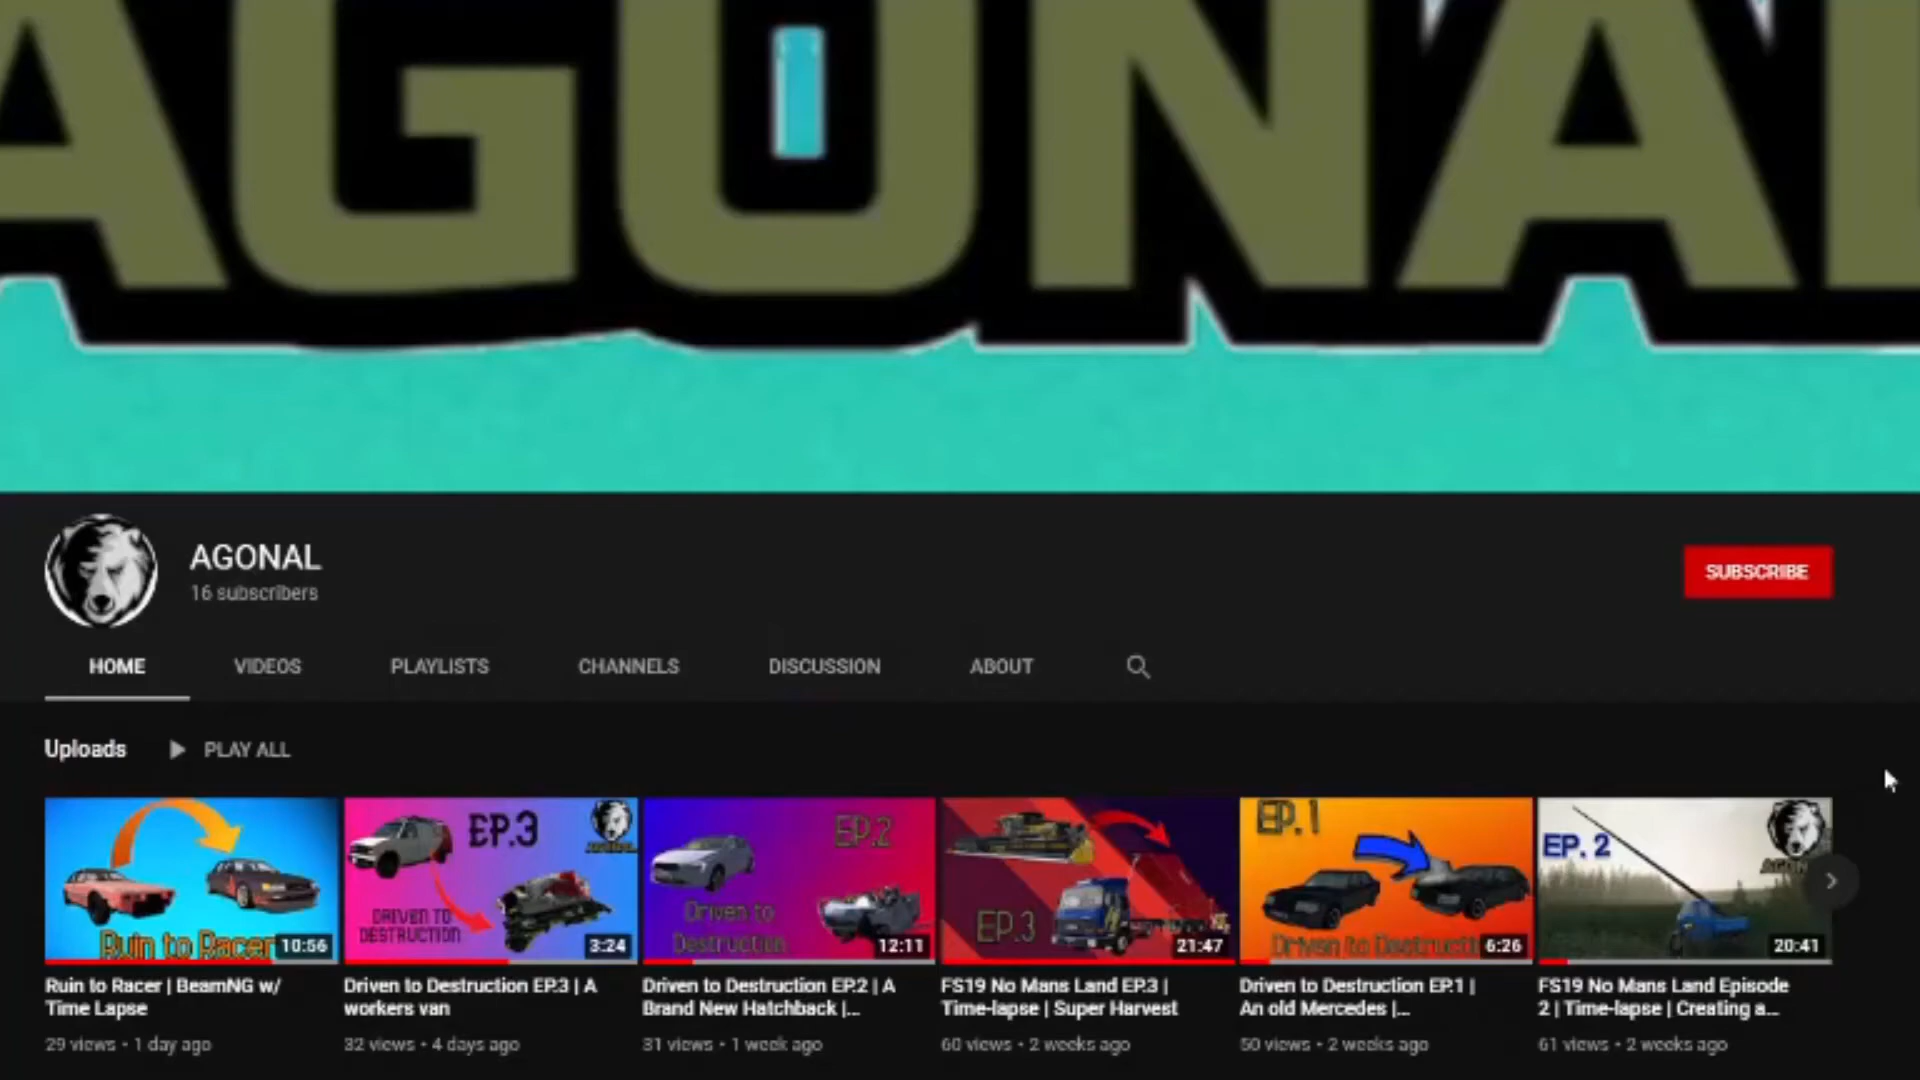 AGONAL
AGONAL
16 subscribers
SUBSCRIBE
HOME VIDEOS PLAYLISTS CHANNELS DISCUSSION ABOUT
Uploads PLAY ALL
Ruin to Racer 10:56
EP.3
DRIVEN TO
DESTRUCTION
3:24
EP.2
Driven to
Destruction
12:11
EP.3
21:47
EP. 1
Driven to Destructi
6:26
EP. 2
20:41
Ruin to Racer | BeamNG w/
Time Lapse
29 views • 1 day ago
Driven to Destruction EP.3 | A
workers van
32 views • 4 days ago
Driven to Destruction EP.2 | A
Brand New Hatchback |...
31 views • 1 week ago
FS19 No Mans Land EP.3 |
Time-lapse | Super Harvest
60 views • 2 weeks ago
Driven to Destruction EP.1 |
An old Mercedes |...
50 views • 2 weeks ago
FS19 No Mans Land Episode
2 | Time-lapse | Creating a...
61 views • 2 weeks ago